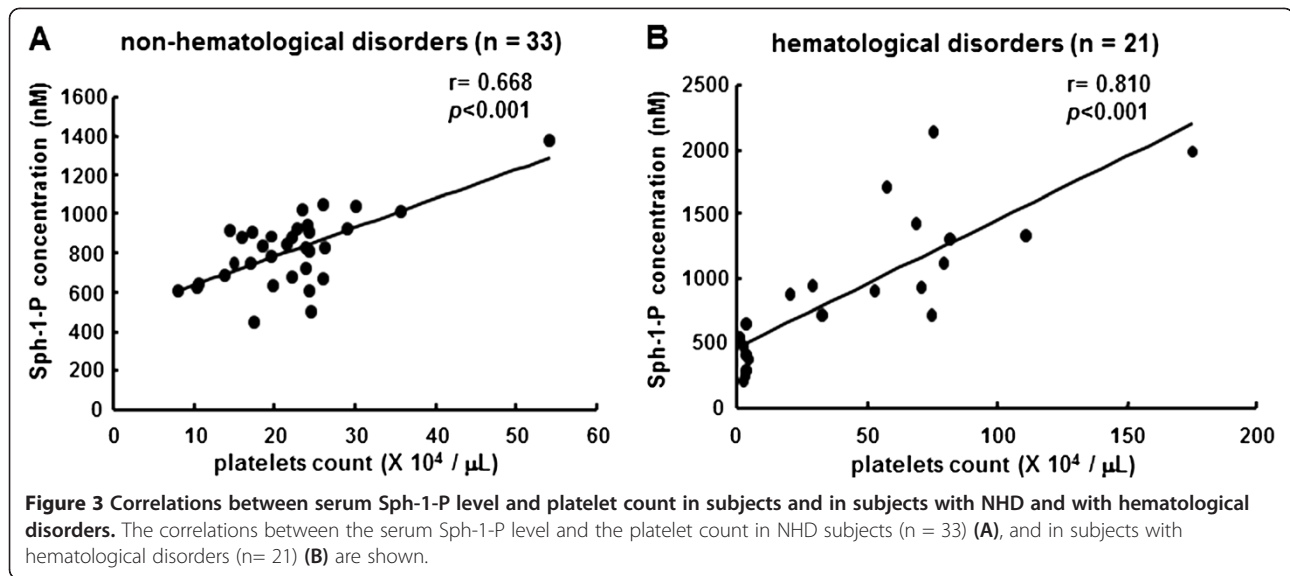 A non-hematological disorders (n = 33)
r= 0.668
p<0.001
Sph-1-P concentration (nM)
1600
1400
1200
1000
800
600
400
200
0
0 10 20 30 40 50 60
platelets count (X 10⁴ / μL)
B hematological disorders (n = 21)
r= 0.810
p<0.001
Sph-1-P concentration (nM)
2500
2000
1500
1000
500
0
0 50 100 150 200
platelets count (X 10⁴ / μL)
Figure 3 Correlations between serum Sph-1-P level and platelet count in subjects and in subjects with NHD and with hematological
disorders. The correlations between the serum Sph-1-P level and the platelet count in NHD subjects (n = 33) (A), and in subjects with
hematological disorders (n= 21) (B) are shown.